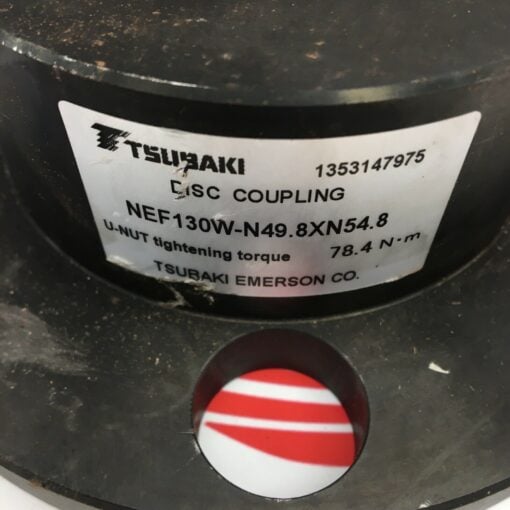 TSUBAKI
1353147975
DISC COUPLING
NEF130W-N49.8XN54.8
U-NUT tightening torque 78.4 N·m
TSUBAKI EMERSON CO.